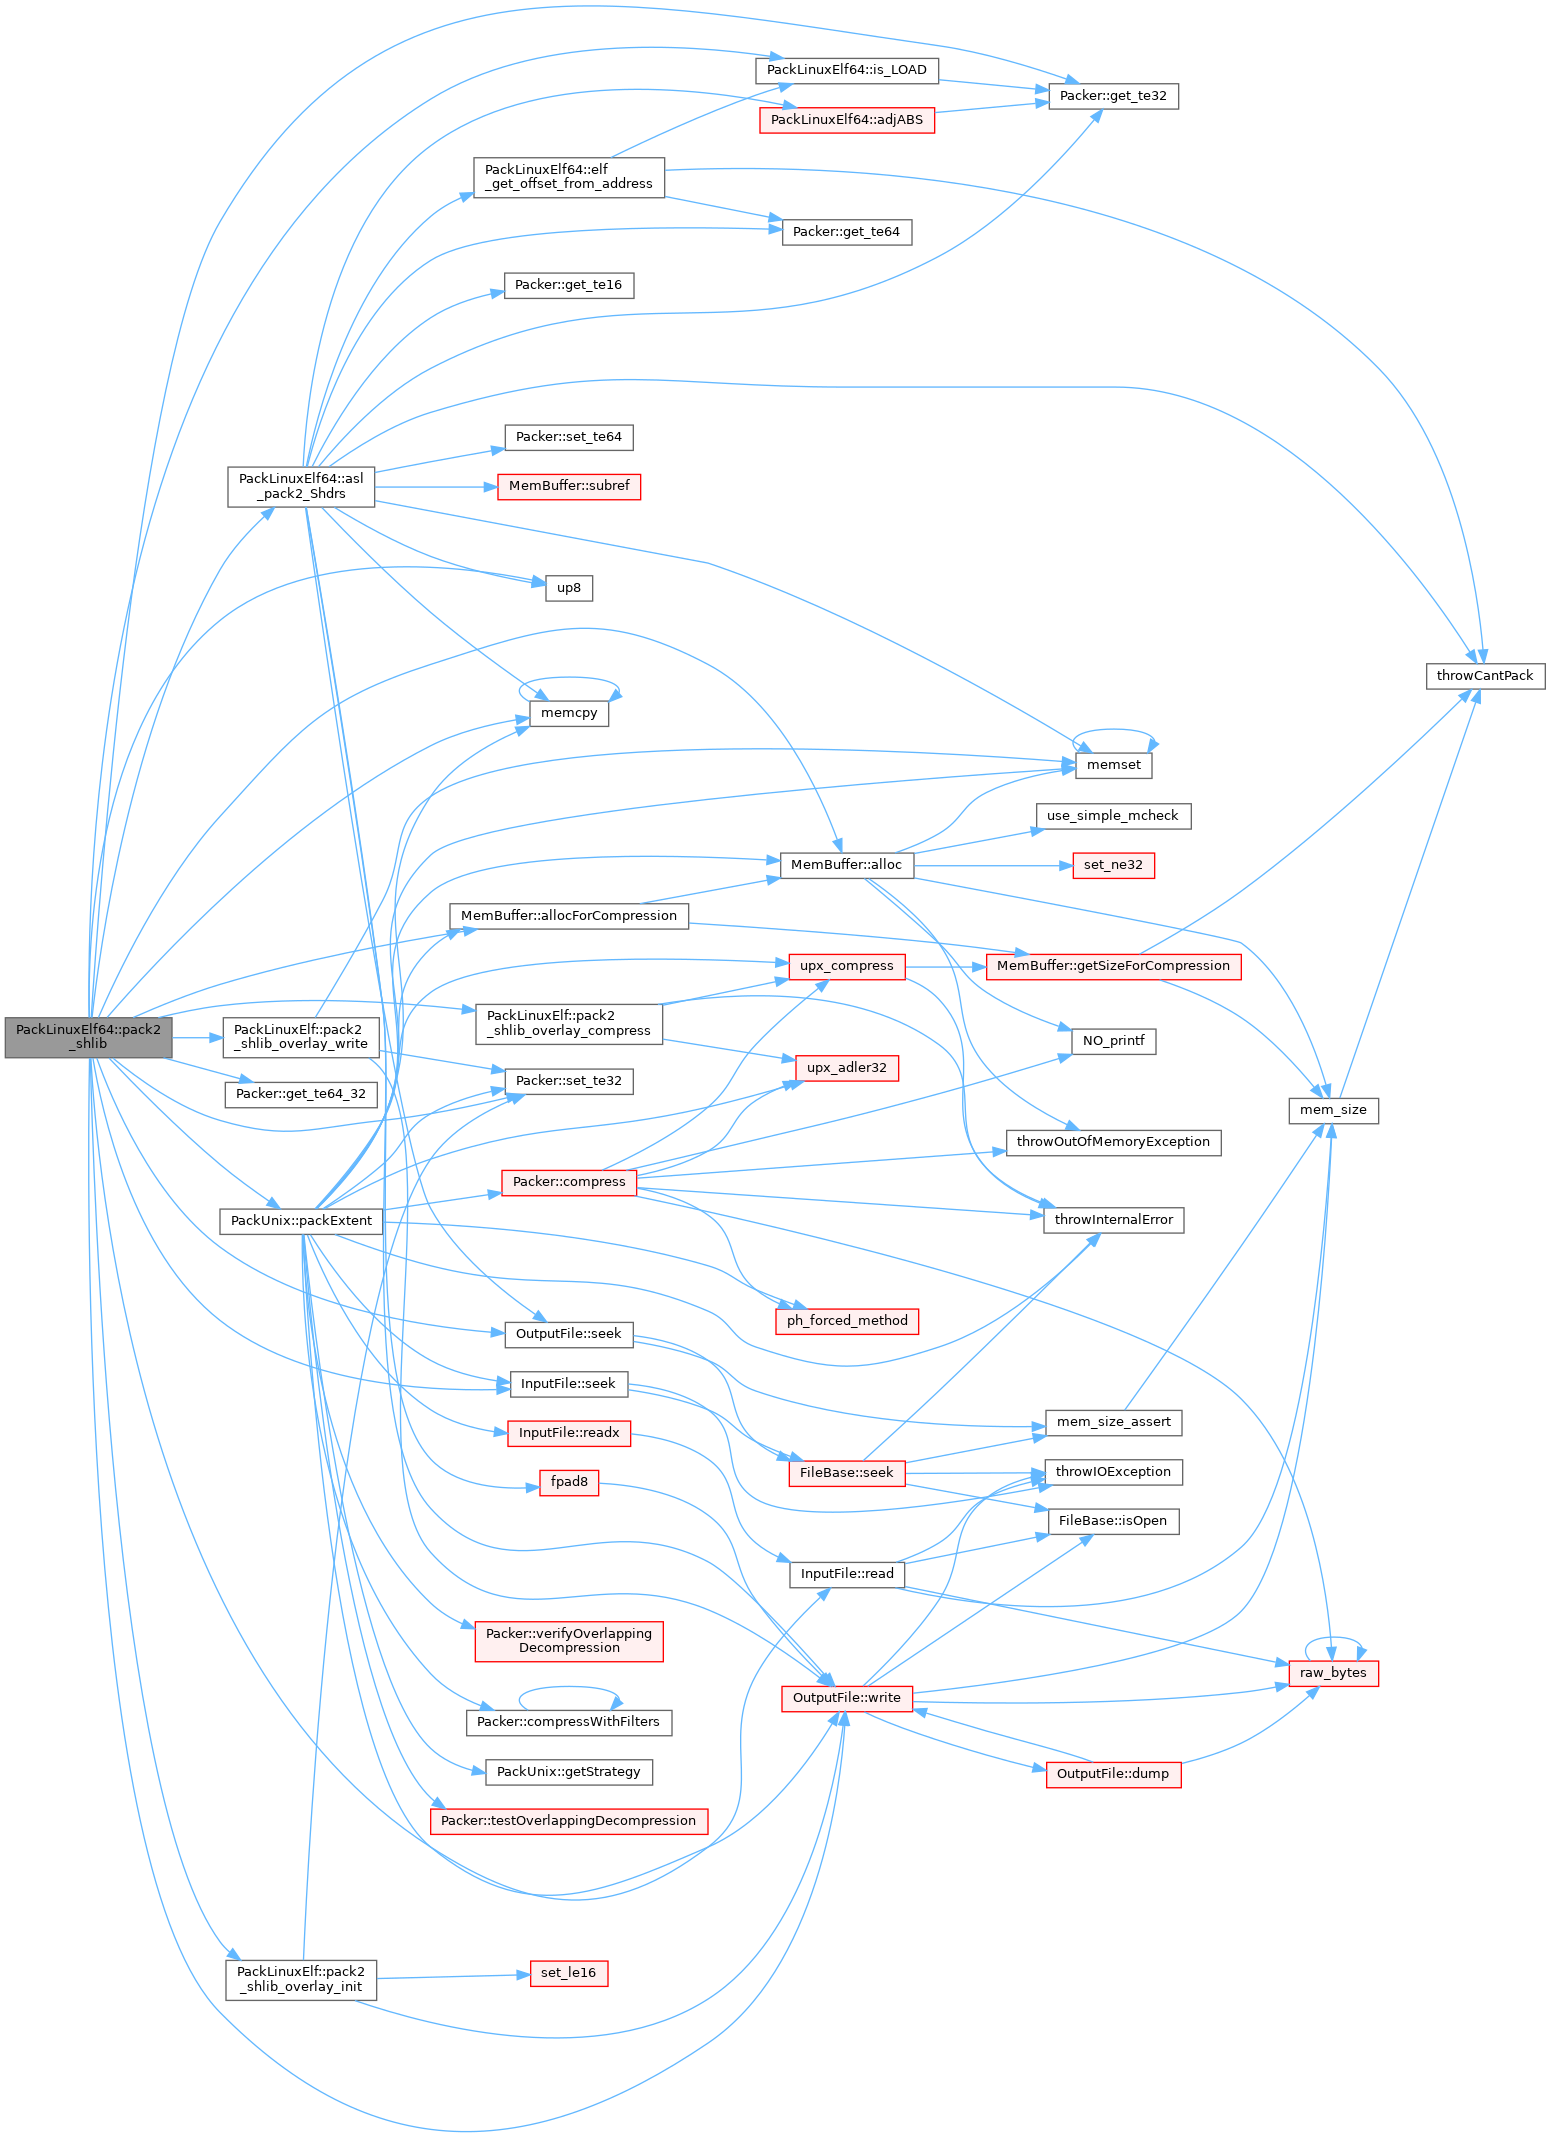 PackLinuxElf64::is_LOAD
Packer::get_te32
PackLinuxElf64::adjABS
PackLinuxElf64::elf
_get_offset_from_address
Packer::get_te64
Packer::get_te16
Packer::set_te64
PackLinuxElf64::asl
_pack2_Shdrs
MemBuffer::subref
up8
throwCantPack
memcpy
memset
use_simple_mcheck
MemBuffer::alloc
set_ne32
MemBuffer::allocForCompression
upx_compress
MemBuffer::getSizeForCompression
PackLinuxElf64::pack2
_shlib
PackLinuxElf::pack2
_shlib_overlay_write
PackLinuxElf::pack2
_shlib_overlay_compress
NO_printf
upx_adler32
Packer::set_te32
Packer::get_te64_32
mem_size
throwOutOfMemoryException
Packer::compress
PackUnix::packExtent
throwInternalError
ph_forced_method
OutputFile::seek
InputFile::seek
mem_size_assert
InputFile::readx
FileBase::seek
throwIOException
fpad8
FileBase::isOpen
InputFile::read
Packer::verifyOverlapping
Decompression
raw_bytes
OutputFile::write
Packer::compressWithFilters
PackUnix::getStrategy
OutputFile::dump
Packer::testOverlappingDecompression
PackLinuxElf::pack2
_shlib_overlay_init
set_le16